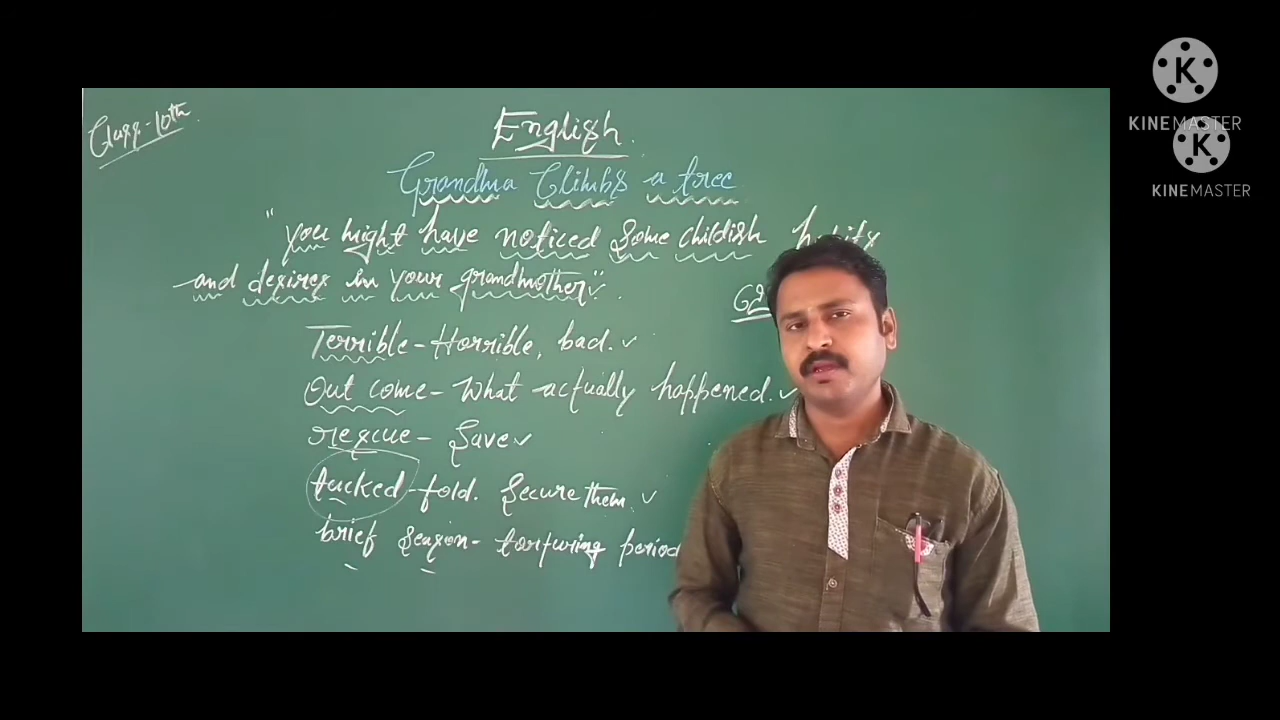 Class-10th.
English.
Grandma Climbs a tree
"you might have noticed some childish habits
and desires in your grandmother".
Terrible - Horrible, bad.
Out come - What actually happened.
rescue - Save
tucked - fold. Secure them.
brief season - torturing period
KINEMASTER
KINEMASTER